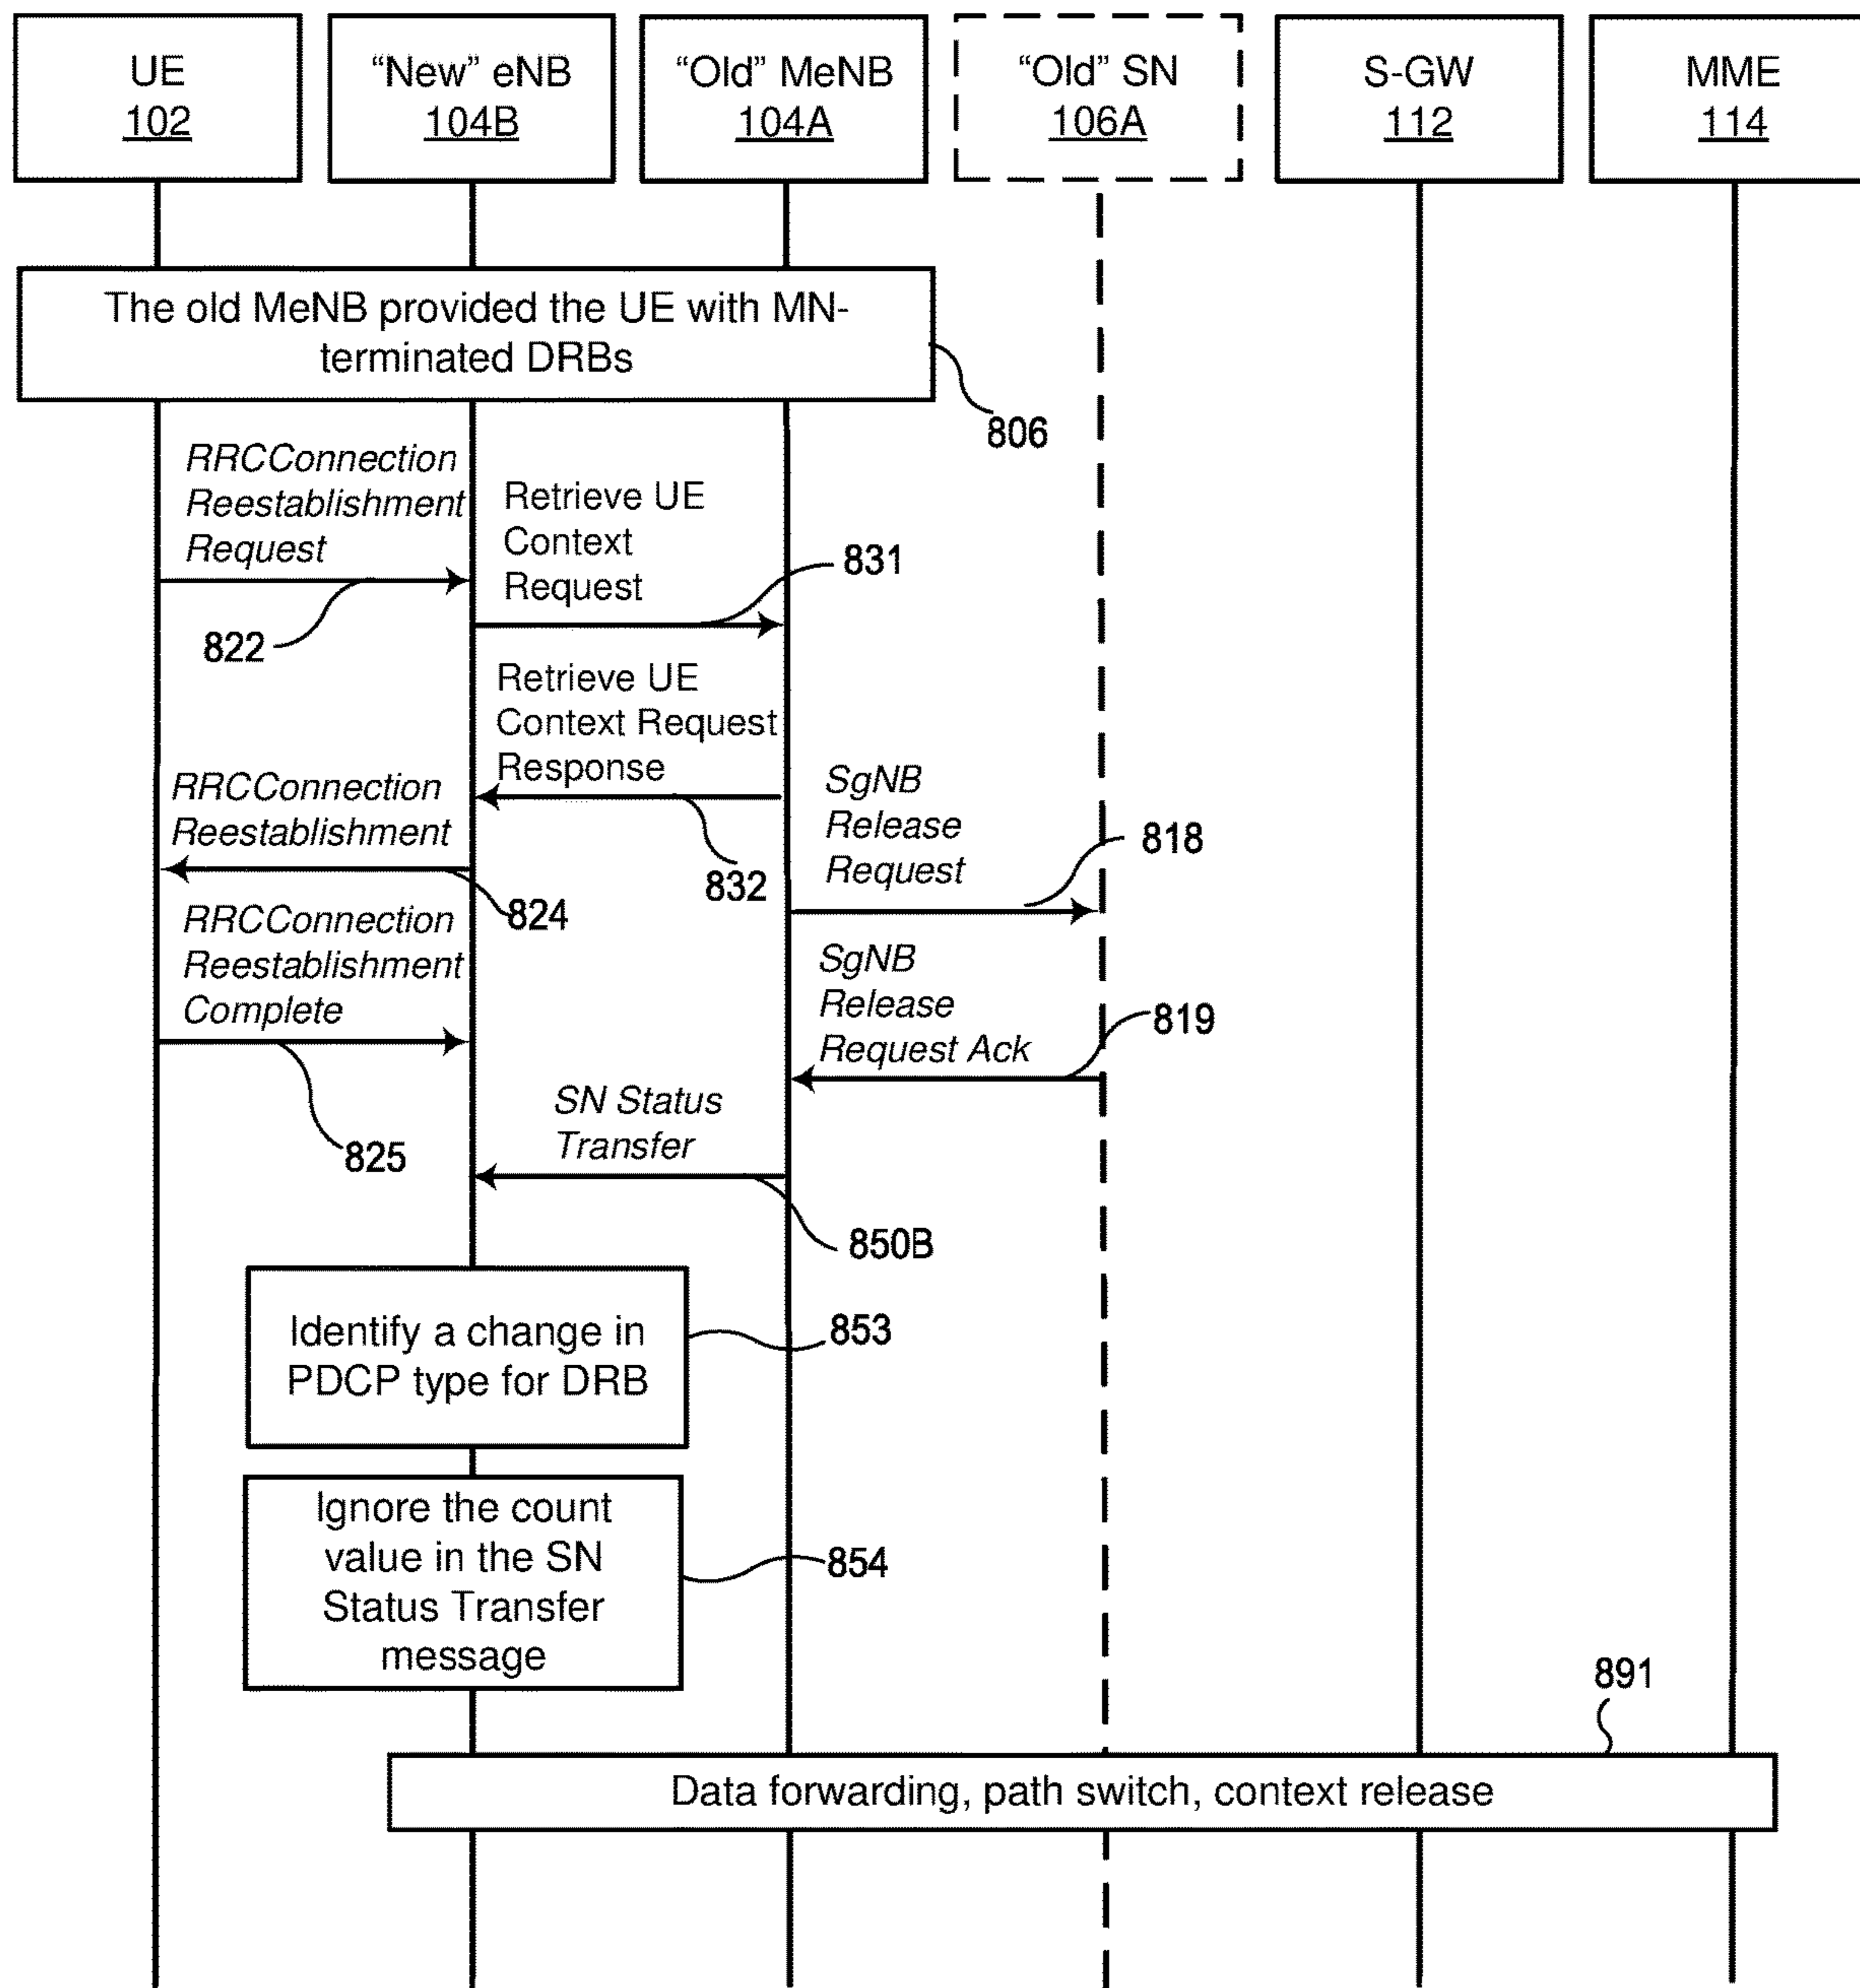 UE
102
“New” eNB
104B
“Old” MeNB
104A
“Old” SN
106A
S-GW
112
MME
114
The old MeNB provided the UE with MN-
terminated DRBs
806
RRCConnection
Reestablishment
Request
822
Retrieve UE
Context
Request
831
Retrieve UE
Context Request
Response
832
RRCConnection
Reestablishment
824
SgNB
Release
Request
818
RRCConnection
Reestablishment
Complete
825
SgNB
Release
Request Ack
819
SN Status
Transfer
850B
Identify a change in
PDCP type for DRB
853
Ignore the count
value in the SN
Status Transfer
message
854
891
Data forwarding, path switch, context release